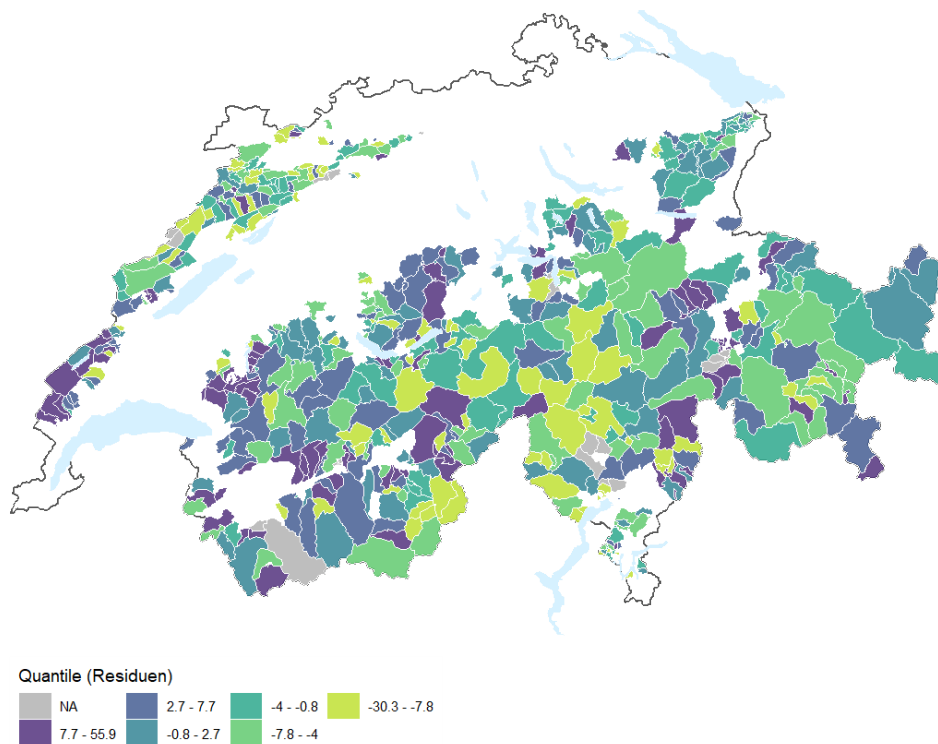 Quantile (Residuen)
NA 2.7 - 7.7 -4 - -0.8 -30.3 - -7.8
7.7 - 55.9 -0.8 - 2.7 -7.8 - -4